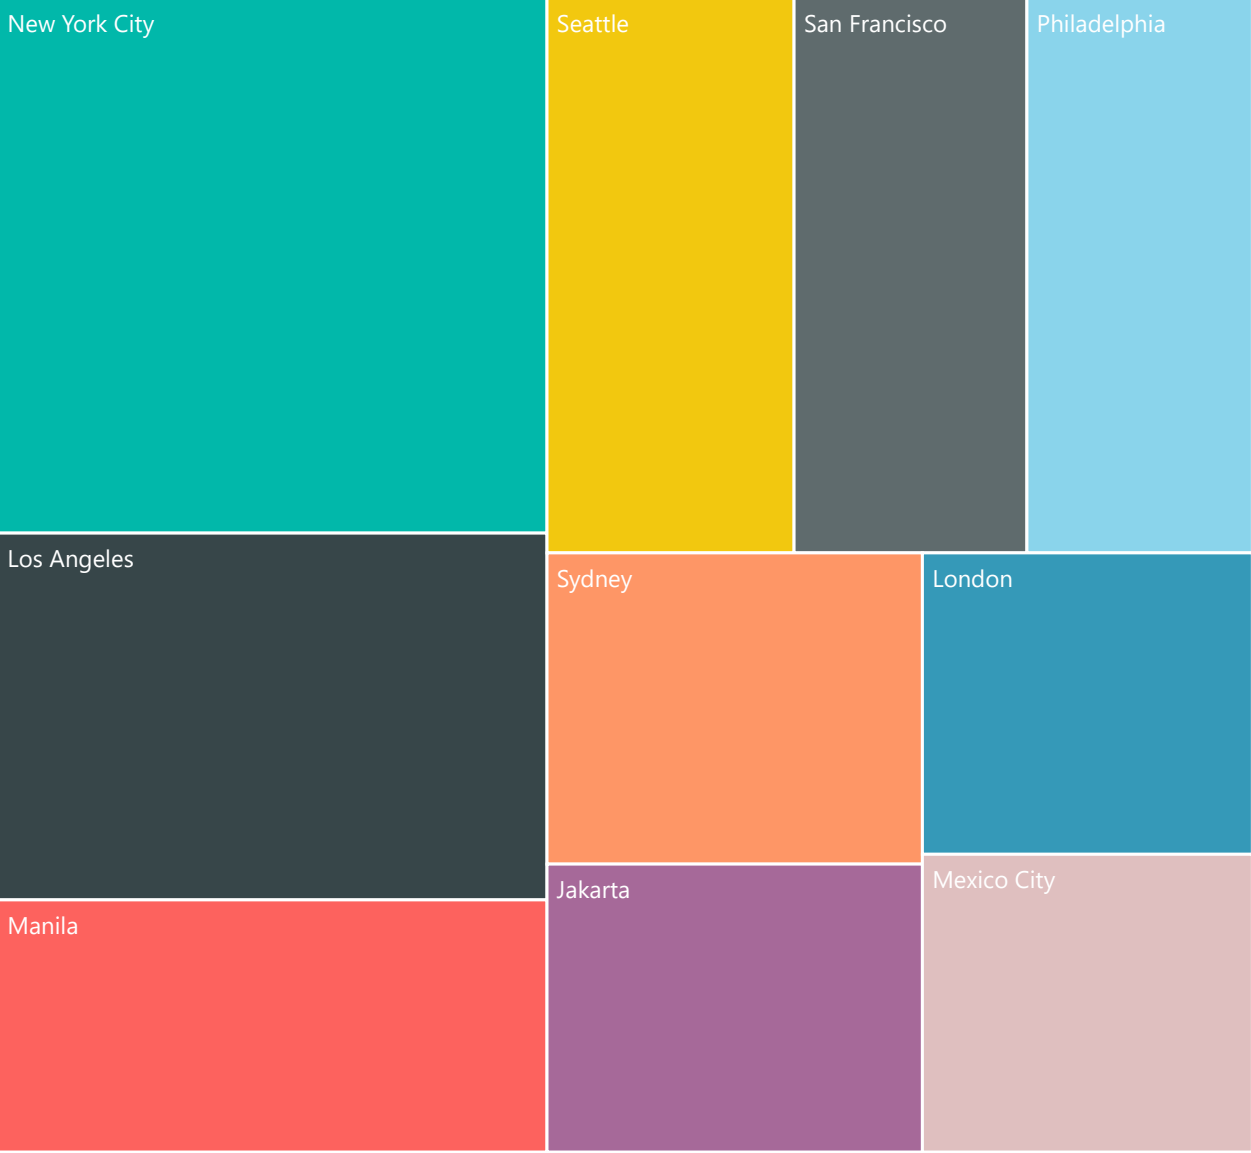 New York City
Seattle
San Francisco
Philadelphia
Los Angeles
Sydney
London
Manila
Jakarta
Mexico City